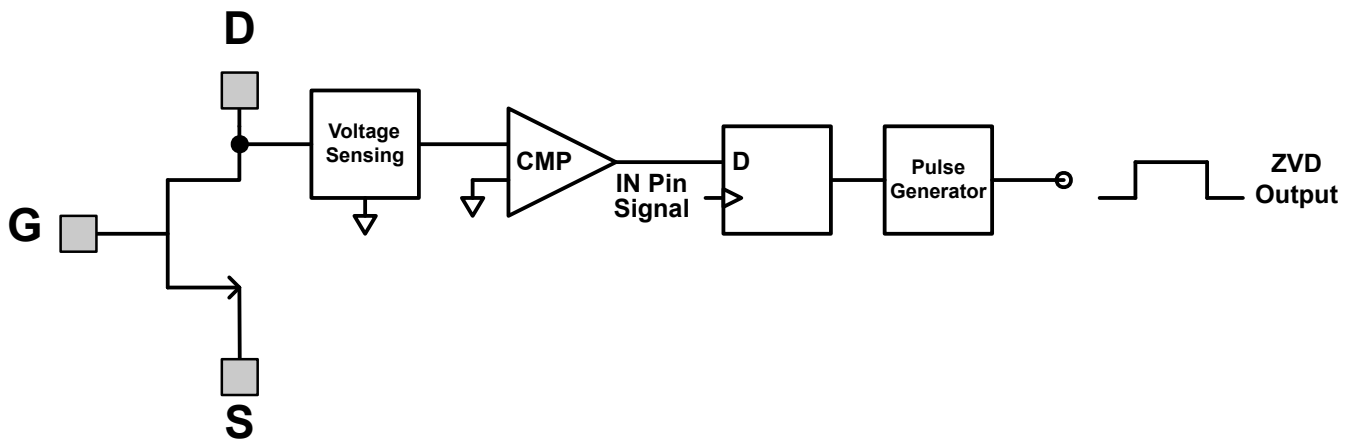 D
G
S
Voltage
Sensing
CMP
IN Pin
Signal
D
Pulse
Generator
ZVD
Output